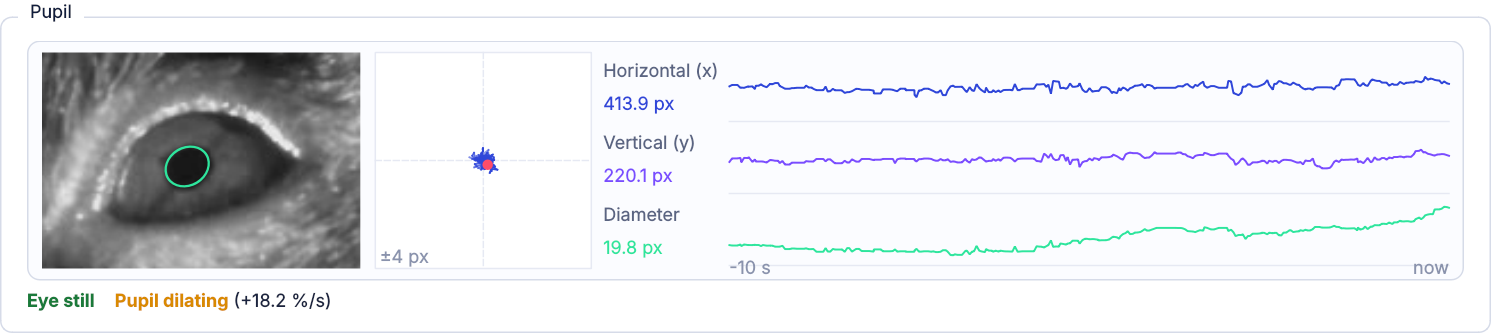 Pupil
±4 px
Horizontal (x)
413.9 px
Vertical (y)
220.1 px
Diameter
19.8 px
-10 s
now
Eye still Pupil dilating (+18.2 %/s)